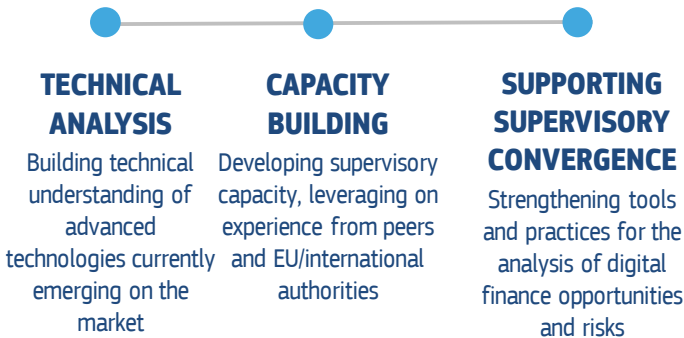 TECHNICAL
ANALYSIS
Building technical
understanding of
advanced
technologies currently
emerging on the
market
CAPACITY
BUILDING
Developing supervisory
capacity, leveraging on
experience from peers
and EU/international
authorities
SUPPORTING
SUPERVISORY
CONVERGENCE
Strengthening tools
and practices for the
analysis of digital
finance opportunities
and risks